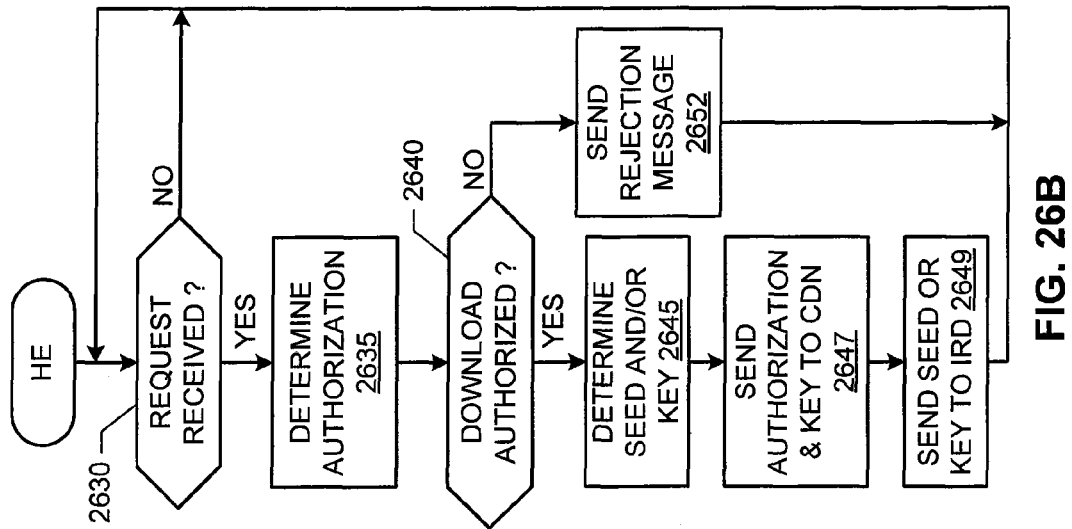 HE
2630
REQUEST
RECEIVED ?
NO
YES
DETERMINE
AUTHORIZATION
2635
2640
DOWNLOAD
AUTHORIZED ?
NO
SEND
REJECTION
MESSAGE
2652
YES
DETERMINE
SEED AND/OR
KEY 2645
SEND
AUTHORIZATION
& KEY TO CDN
2647
SEND SEED OR
KEY TO IRD 2649
FIG. 26B